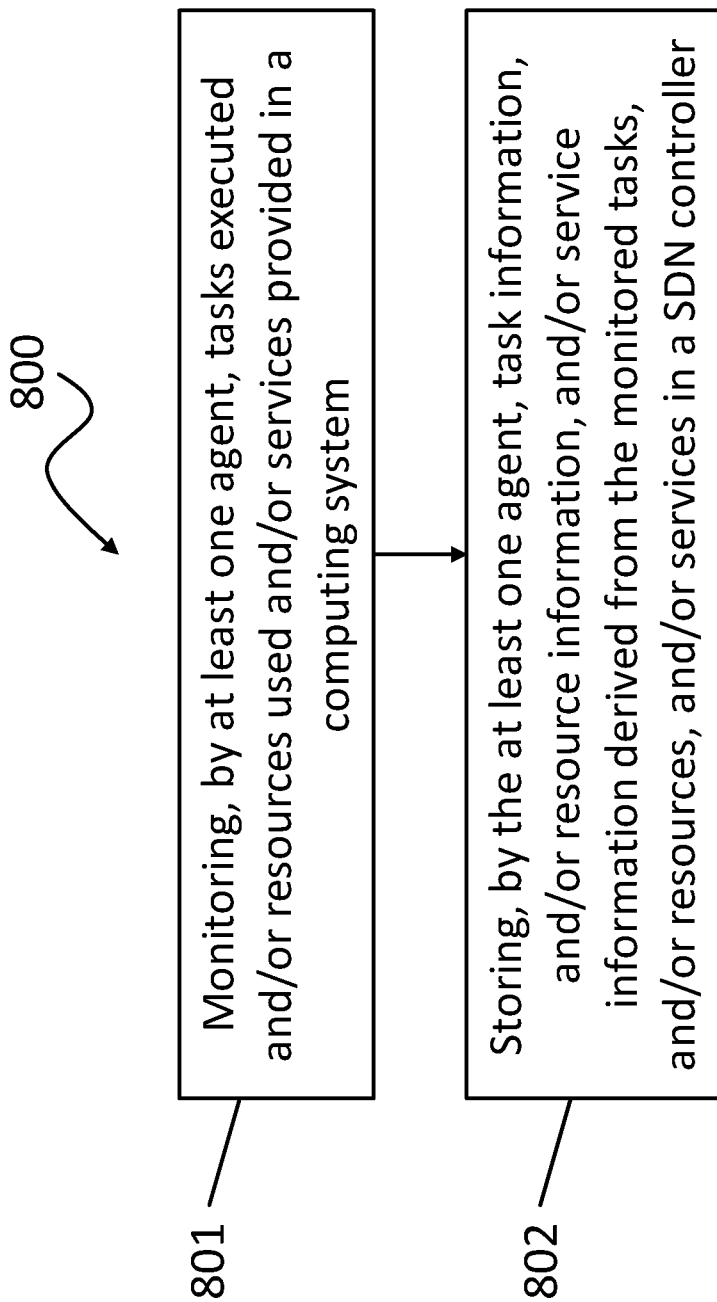 800
801
Monitoring, by at least one agent, tasks executed
and/or resources used and/or services provided in a
computing system
802
Storing, by the at least one agent, task information,
and/or resource information, and/or service
information derived from the monitored tasks,
and/or resources, and/or services in a SDN controller